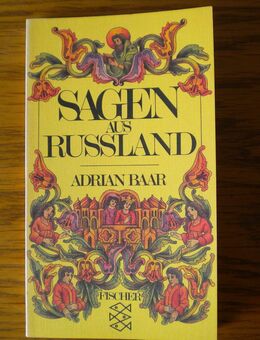 SAGEN
AUS
RUSSLAND
ADRIAN BAAR
FISCHER